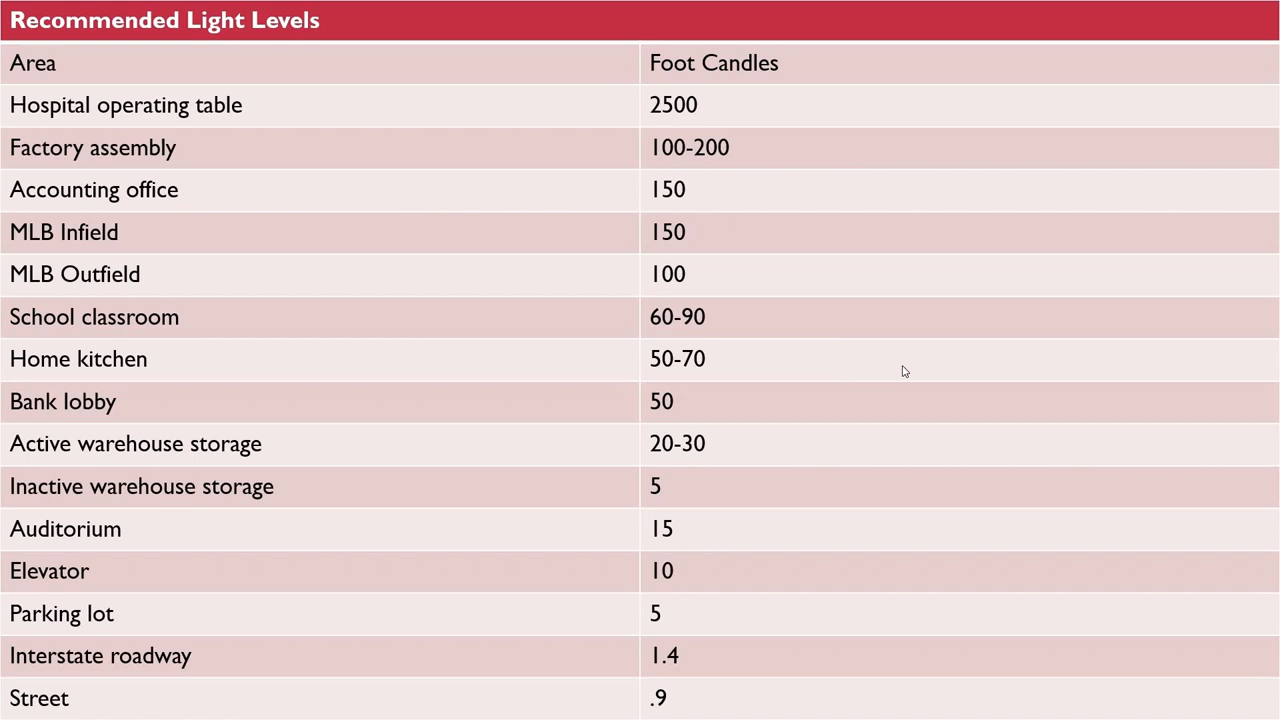 Recommended Light Levels
Area Foot Candles
Hospital operating table 2500
Factory assembly 100-200
Accounting office 150
MLB Infield 150
MLB Outfield 100
School classroom 60-90
Home kitchen 50-70
Bank lobby 50
Active warehouse storage 20-30
Inactive warehouse storage 5
Auditorium 15
Elevator 10
Parking lot 5
Interstate roadway 1.4
Street .9